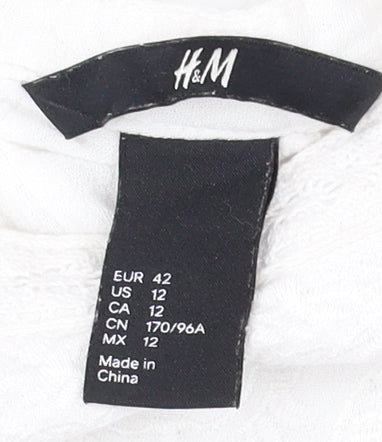 H&M
EUR 42
US 12
CA 12
CN 170/96A
MX 12
Made in
China